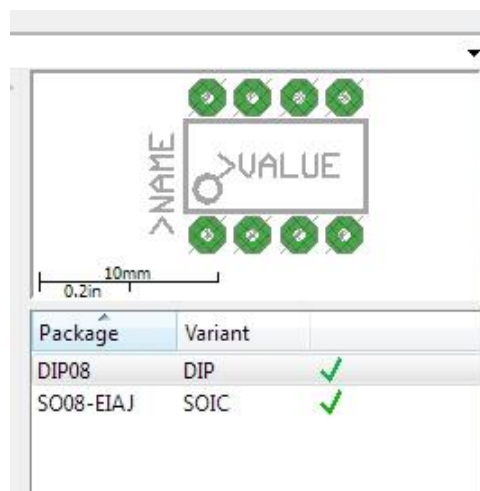 >NAME
>VALUE
10mm
0.2in
Package Variant
DIP08 DIP
SO08-EIAJ SOIC